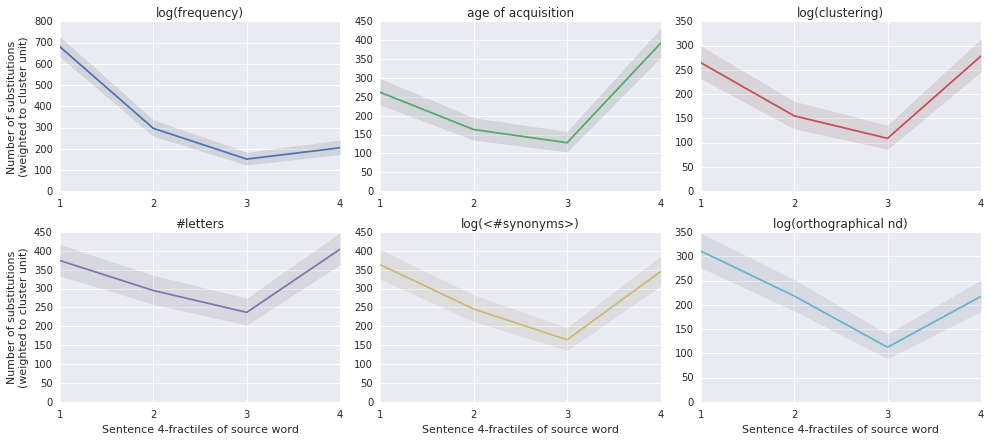 log(frequency)
age of acquisition
log(clustering)
Number of substitutions
(weighted to cluster unit)
800
700
600
500
400
300
200
100
0
1 2 3 4
450
400
350
300
250
200
150
100
50
0
1 2 3 4
350
300
250
200
150
100
50
0
1 2 3 4
#letters
log(<#synonyms>)
log(orthographical nd)
Number of substitutions
(weighted to cluster unit)
450
400
350
300
250
200
150
100
50
0
1 2 3 4
Sentence 4-fractiles of source word
450
400
350
300
250
200
150
100
50
0
1 2 3 4
Sentence 4-fractiles of source word
350
300
250
200
150
100
50
0
1 2 3 4
Sentence 4-fractiles of source word